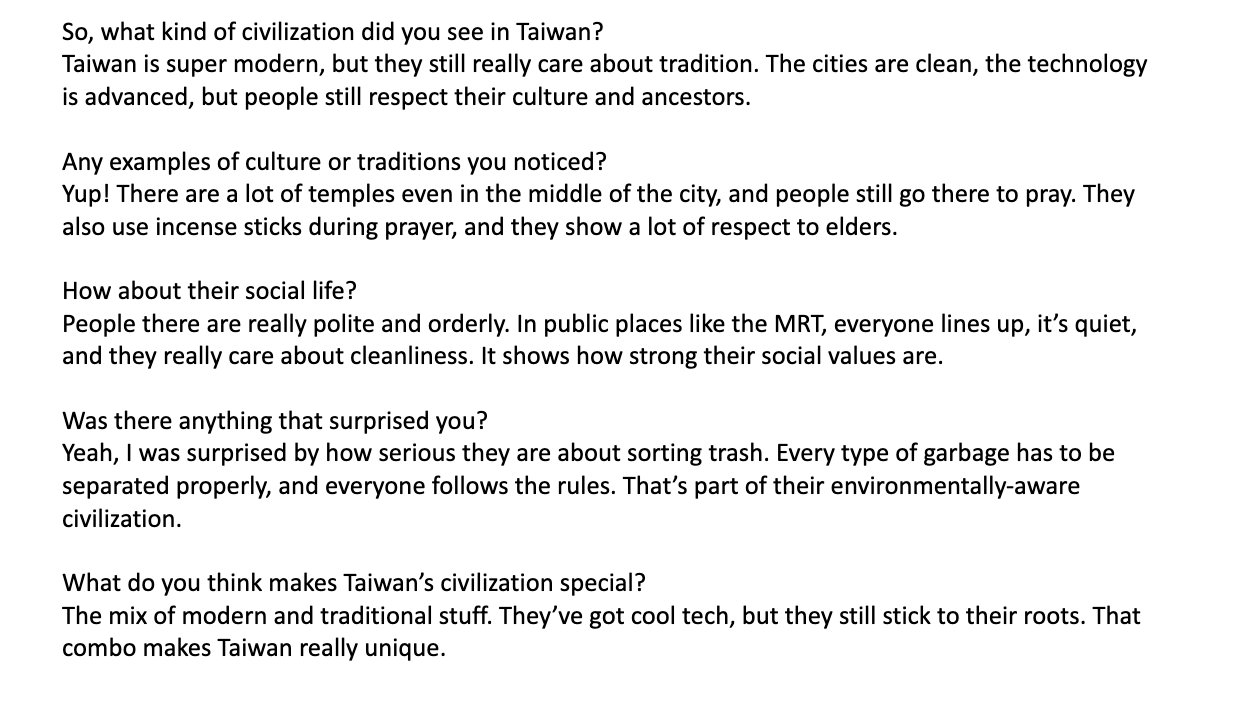 So, what kind of civilization did you see in Taiwan?
Taiwan is super modern, but they still really care about tradition. The cities are clean, the technology
is advanced, but people still respect their culture and ancestors.
Any examples of culture or traditions you noticed?
Yup! There are a lot of temples even in the middle of the city, and people still go there to pray. They
also use incense sticks during prayer, and they show a lot of respect to elders.
How about their social life?
People there are really polite and orderly. In public places like the MRT, everyone lines up, it’s quiet,
and they really care about cleanliness. It shows how strong their social values are.
Was there anything that surprised you?
Yeah, I was surprised by how serious they are about sorting trash. Every type of garbage has to be
separated properly, and everyone follows the rules. That’s part of their environmentally-aware
civilization.
What do you think makes Taiwan’s civilization special?
The mix of modern and traditional stuff. They’ve got cool tech, but they still stick to their roots. That
combo makes Taiwan really unique.